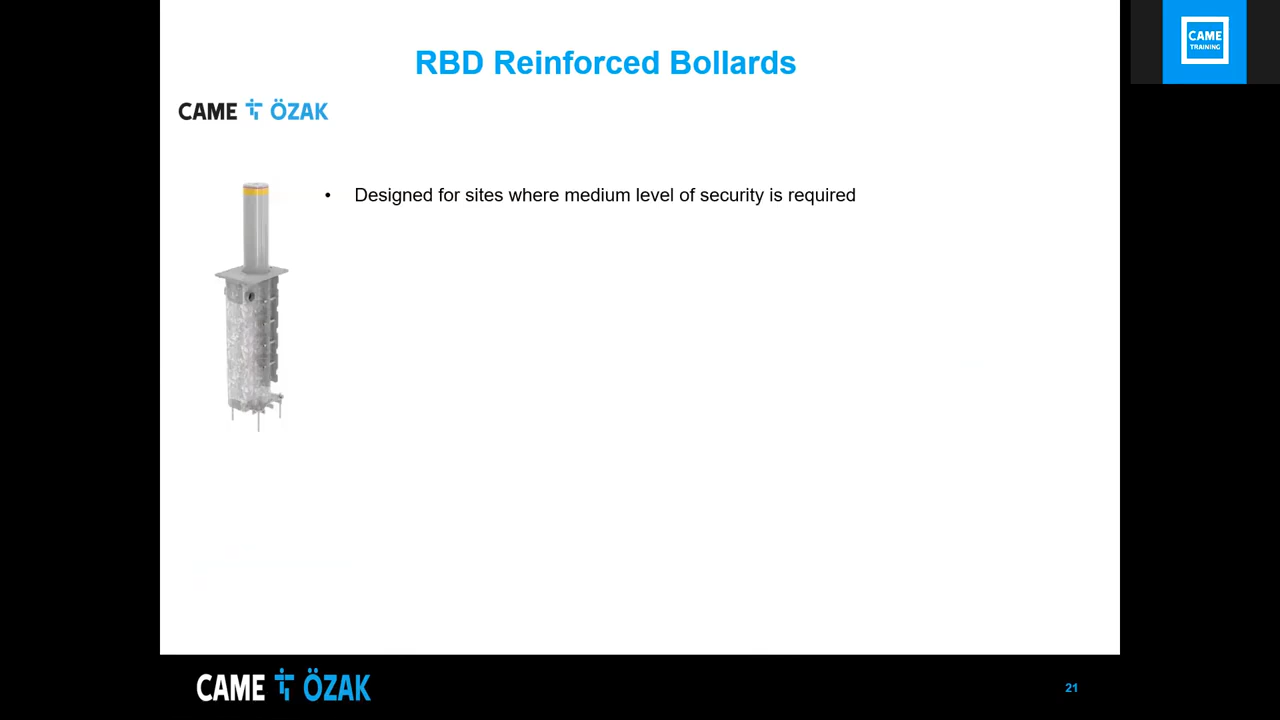 RBD Reinforced Bollards
CAME
TRAINING
CAME ÖZAK
• Designed for sites where medium level of security is required
CAME ÖZAK
21